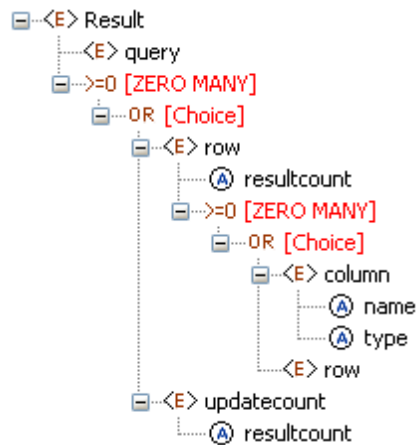 <E> Result
<E> query
>=0 [ZERO MANY]
OR [Choice]
<E> row
A resultcount
>=0 [ZERO MANY]
OR [Choice]
<E> column
A name
A type
<E> row
<E> updatecount
A resultcount